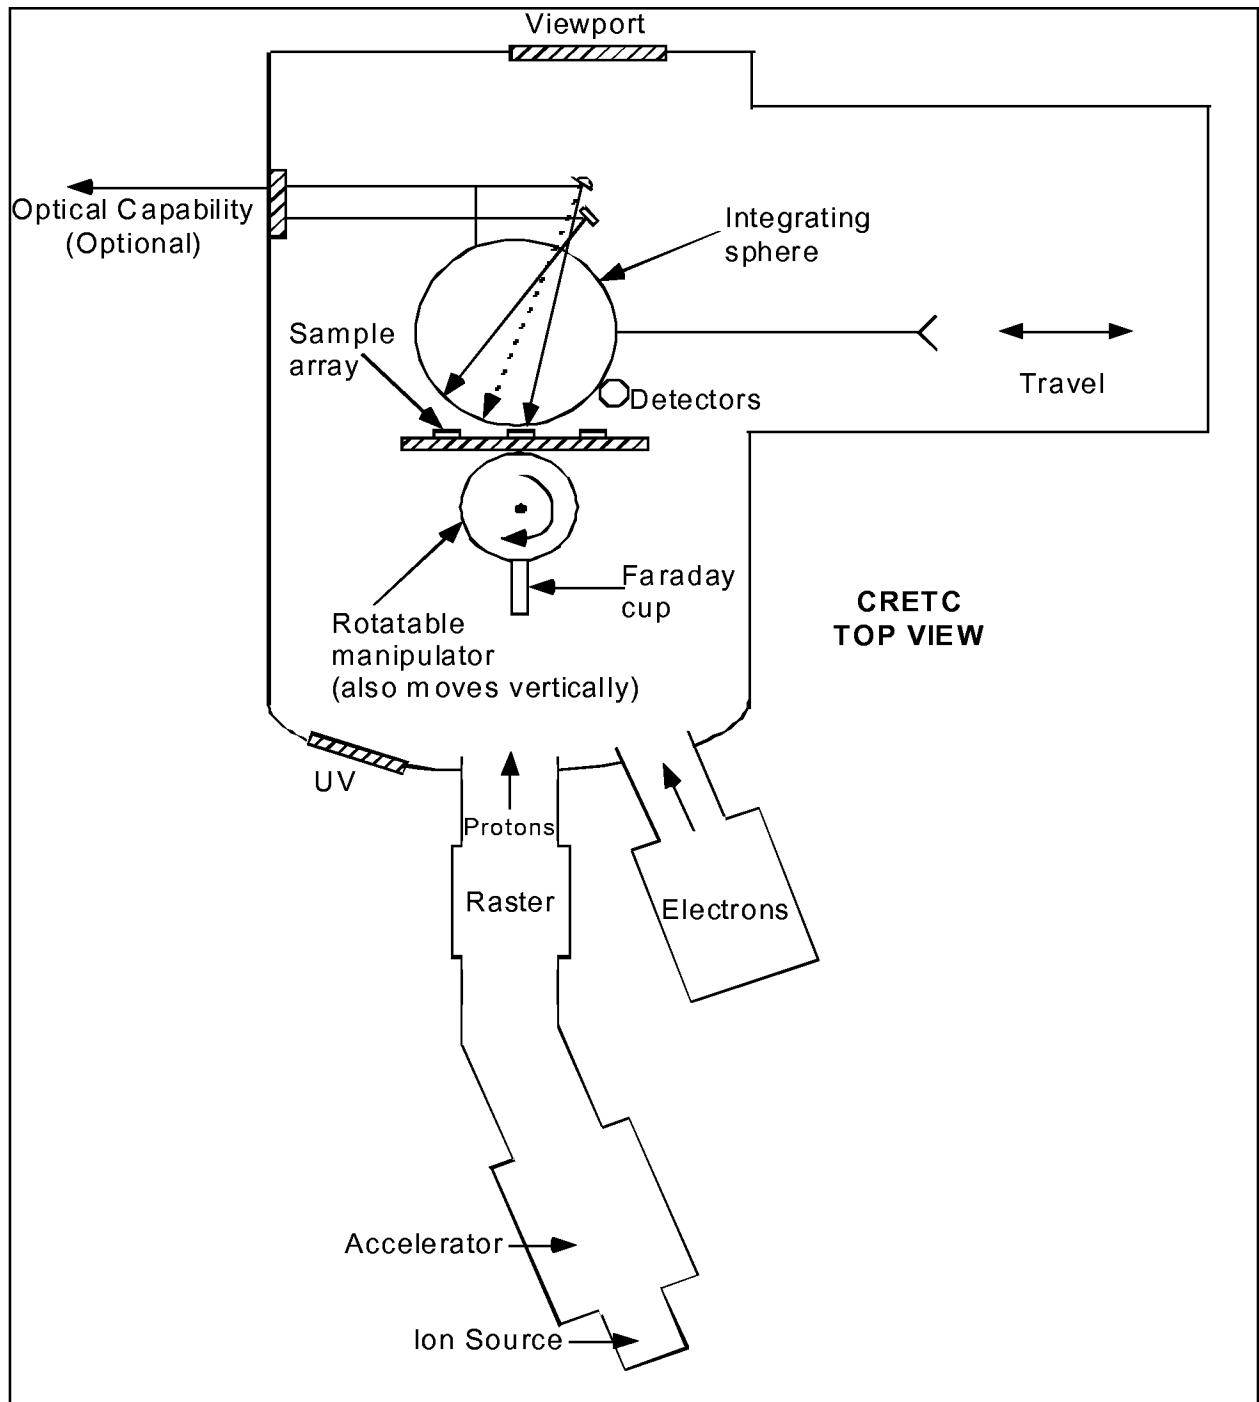 Viewport
Optical Capability
(Optional)
Integrating
sphere
Sample
array
Travel
Detectors
Faraday
cup
CRETC
TOP VIEW
Rotatable
manipulator
(also moves vertically)
UV
Protons
Raster
Electrons
Accelerator
Ion Source